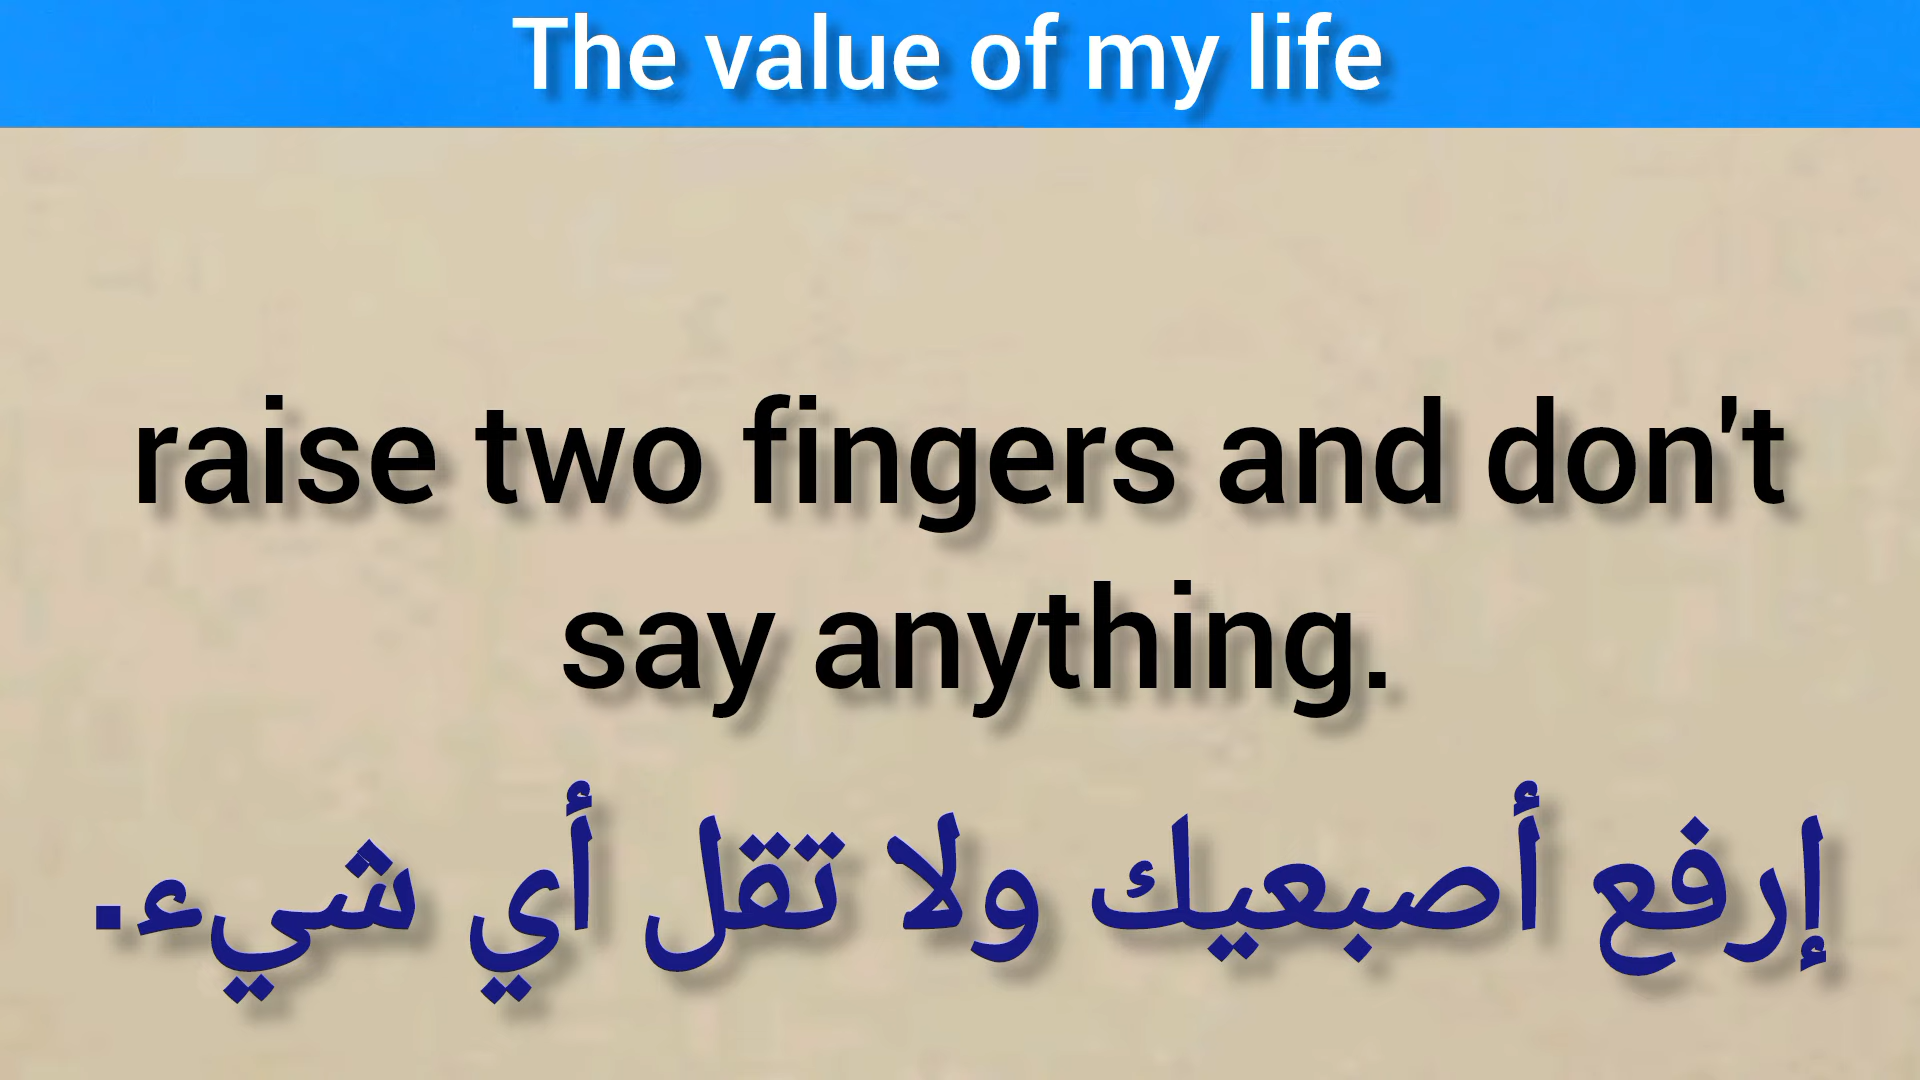 The value of my life
raise two fingers and don't
say anything.
إرفع أصبعيك ولا تقل أي شيء.